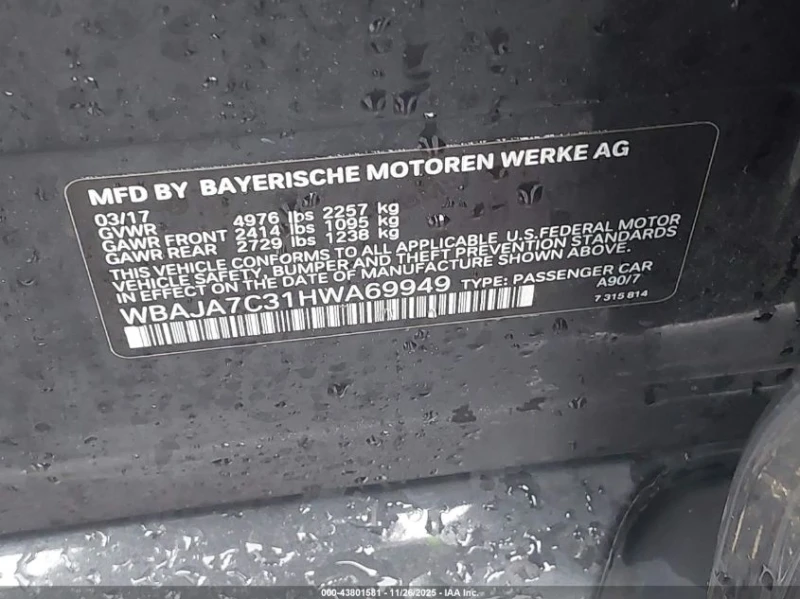 MFD BY BAYERISCHE MOTOREN WERKE AG
03/17
GVWR 4976 lbs 2257 kg
GAWR FRONT 2414 lbs 1095 kg
GAWR REAR 2729 lbs 1238 kg
THIS VEHICLE CONFORMS TO ALL APPLICABLE U.S.FEDERAL MOTOR
VEHICLE SAFETY, BUMPER AND THEFT PREVENTION STANDARDS
IN EFFECT ON THE DATE OF MANUFACTURE SHOWN ABOVE.
WBAJA7C31HWA69949 TYPE: PASSENGER CAR
A90/7
7 315 814
000-43801581 - 11/26/2025 - IAA Inc.